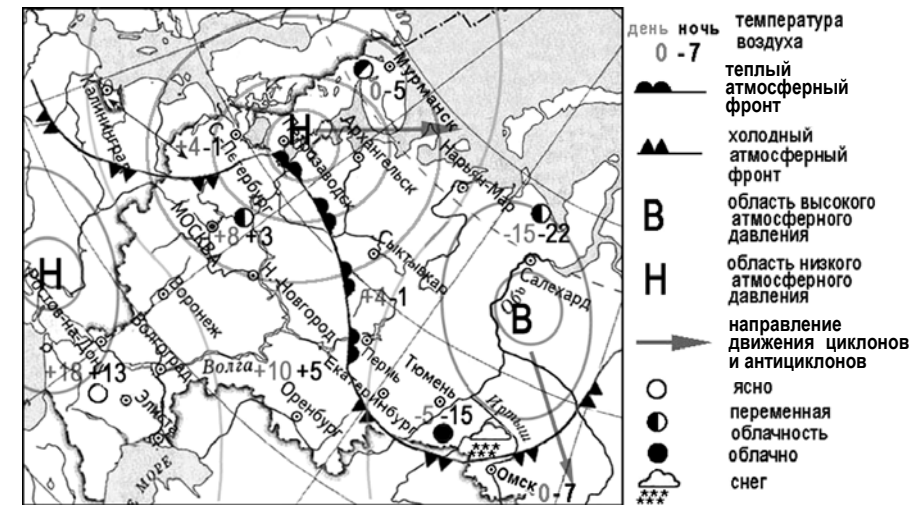 Мурманск
0 -5
Калининград
С.-Петербург
Н
Петрозаводск
Архангельск
Нарьян-Мар
+4 -1
МОСКВА
+8 +3
-15 -22
Сыктывкар
Салехард
Обь
В
Н
Н. Новгород
Воронеж
+4 -1
Ростов-на-Дону
Волгоград
Волга
+10 +5
Пермь
Екатеринбург
Тюмень
Иртыш
+18 +13
Элиста
Оренбург
-5 -15
Омск
-0 -7
МОРЕ
день ночь
0 -7
температура
воздуха
теплый
атмосферный
фронт
холодный
атмосферный
фронт
В
область высокого
атмосферного
давления
Н
область низкого
атмосферного
давления
направление
движения циклонов
и антициклонов
ясно
переменная
облачность
облачно
снег